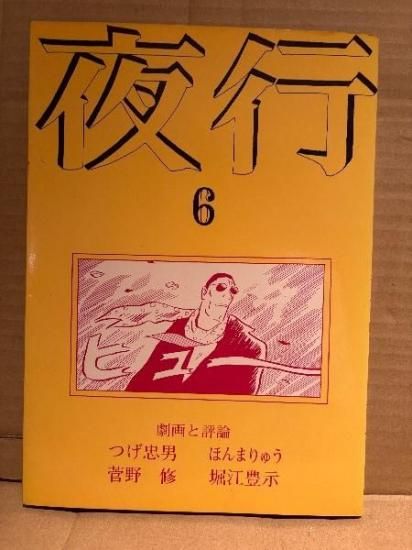 夜行
6
ヒュー
劇画と評論
つげ忠男 ほんまりゅう
菅野 修 堀江豊示